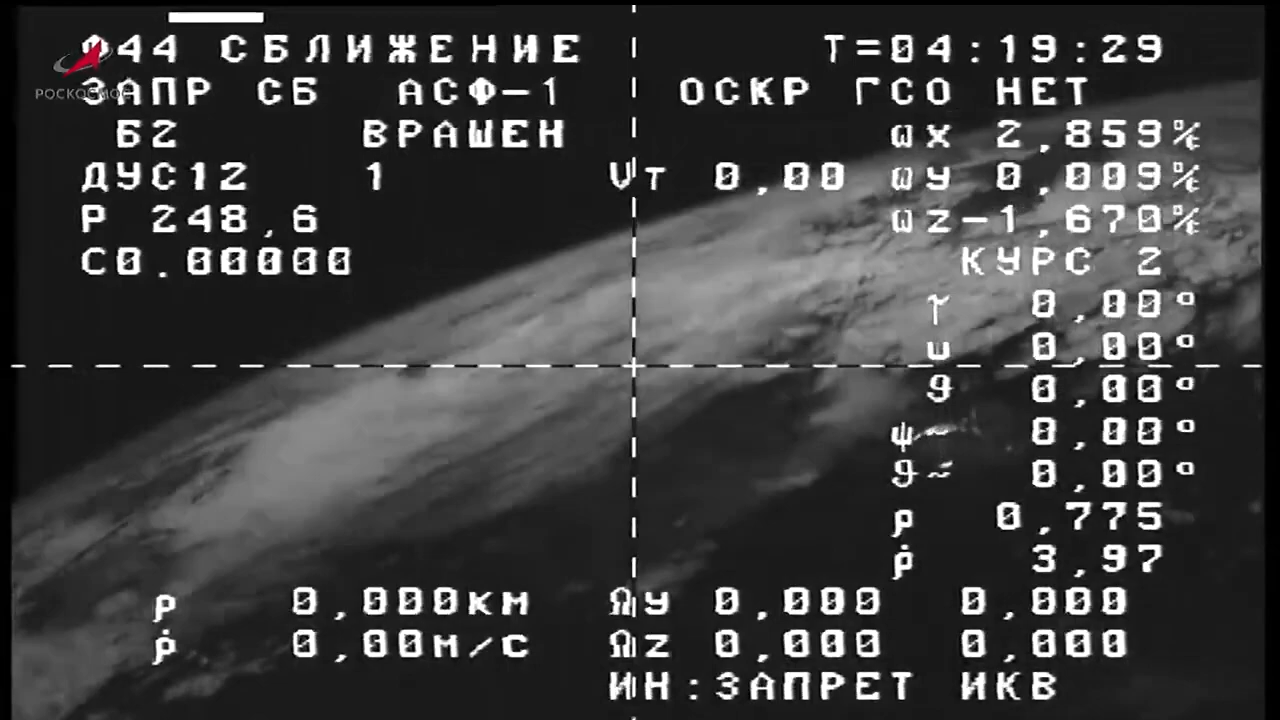 Ф44 СБЛИЖЕНИЕ T=04:19:29
РОСКОСМОС
ЗАПР СБ АСФ-1 ОСКР ГСО НЕТ
Б2 ВРАШЕН ωx 2,859%
ДУС12 1 Vт 0,00 ωy 0,009%
Р 248,6 ωz-1,670%
С0.00000 КУРС 2
γ 0,00°
ш 0,00°
ϑ 0,00°
ψ~ 0,00°
ϑ~ 0,00°
ρ 0,775
ρ̇ 3,97
ρ 0,000км Ωy 0,000 0,000
ρ̇ 0,00м/с Ωz 0,000 0,000
ИН:ЗАПРЕТ ИКВ